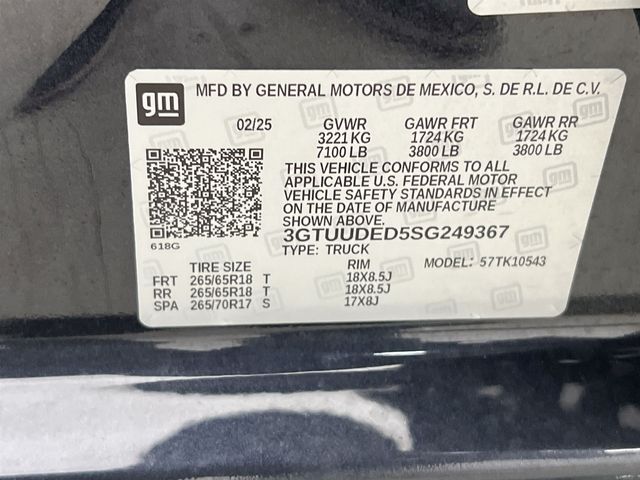 gm
MFD BY GENERAL MOTORS DE MEXICO, S. DE R.L. DE C.V.
02/25 GVWR GAWR FRT GAWR RR
3221 KG 1724 KG 1724 KG
7100 LB 3800 LB 3800 LB
THIS VEHICLE CONFORMS TO ALL
APPLICABLE U.S. FEDERAL MOTOR
VEHICLE SAFETY STANDARDS IN EFFECT
ON THE DATE OF MANUFACTURE
SHOWN ABOVE.
3GTUUDED5SG249367
618G
TYPE: TRUCK
TIRE SIZE RIM MODEL: 57TK10543
FRT 265/65R18 T 18X8.5J
RR 265/65R18 T 18X8.5J
SPA 265/70R17 S 17X8J